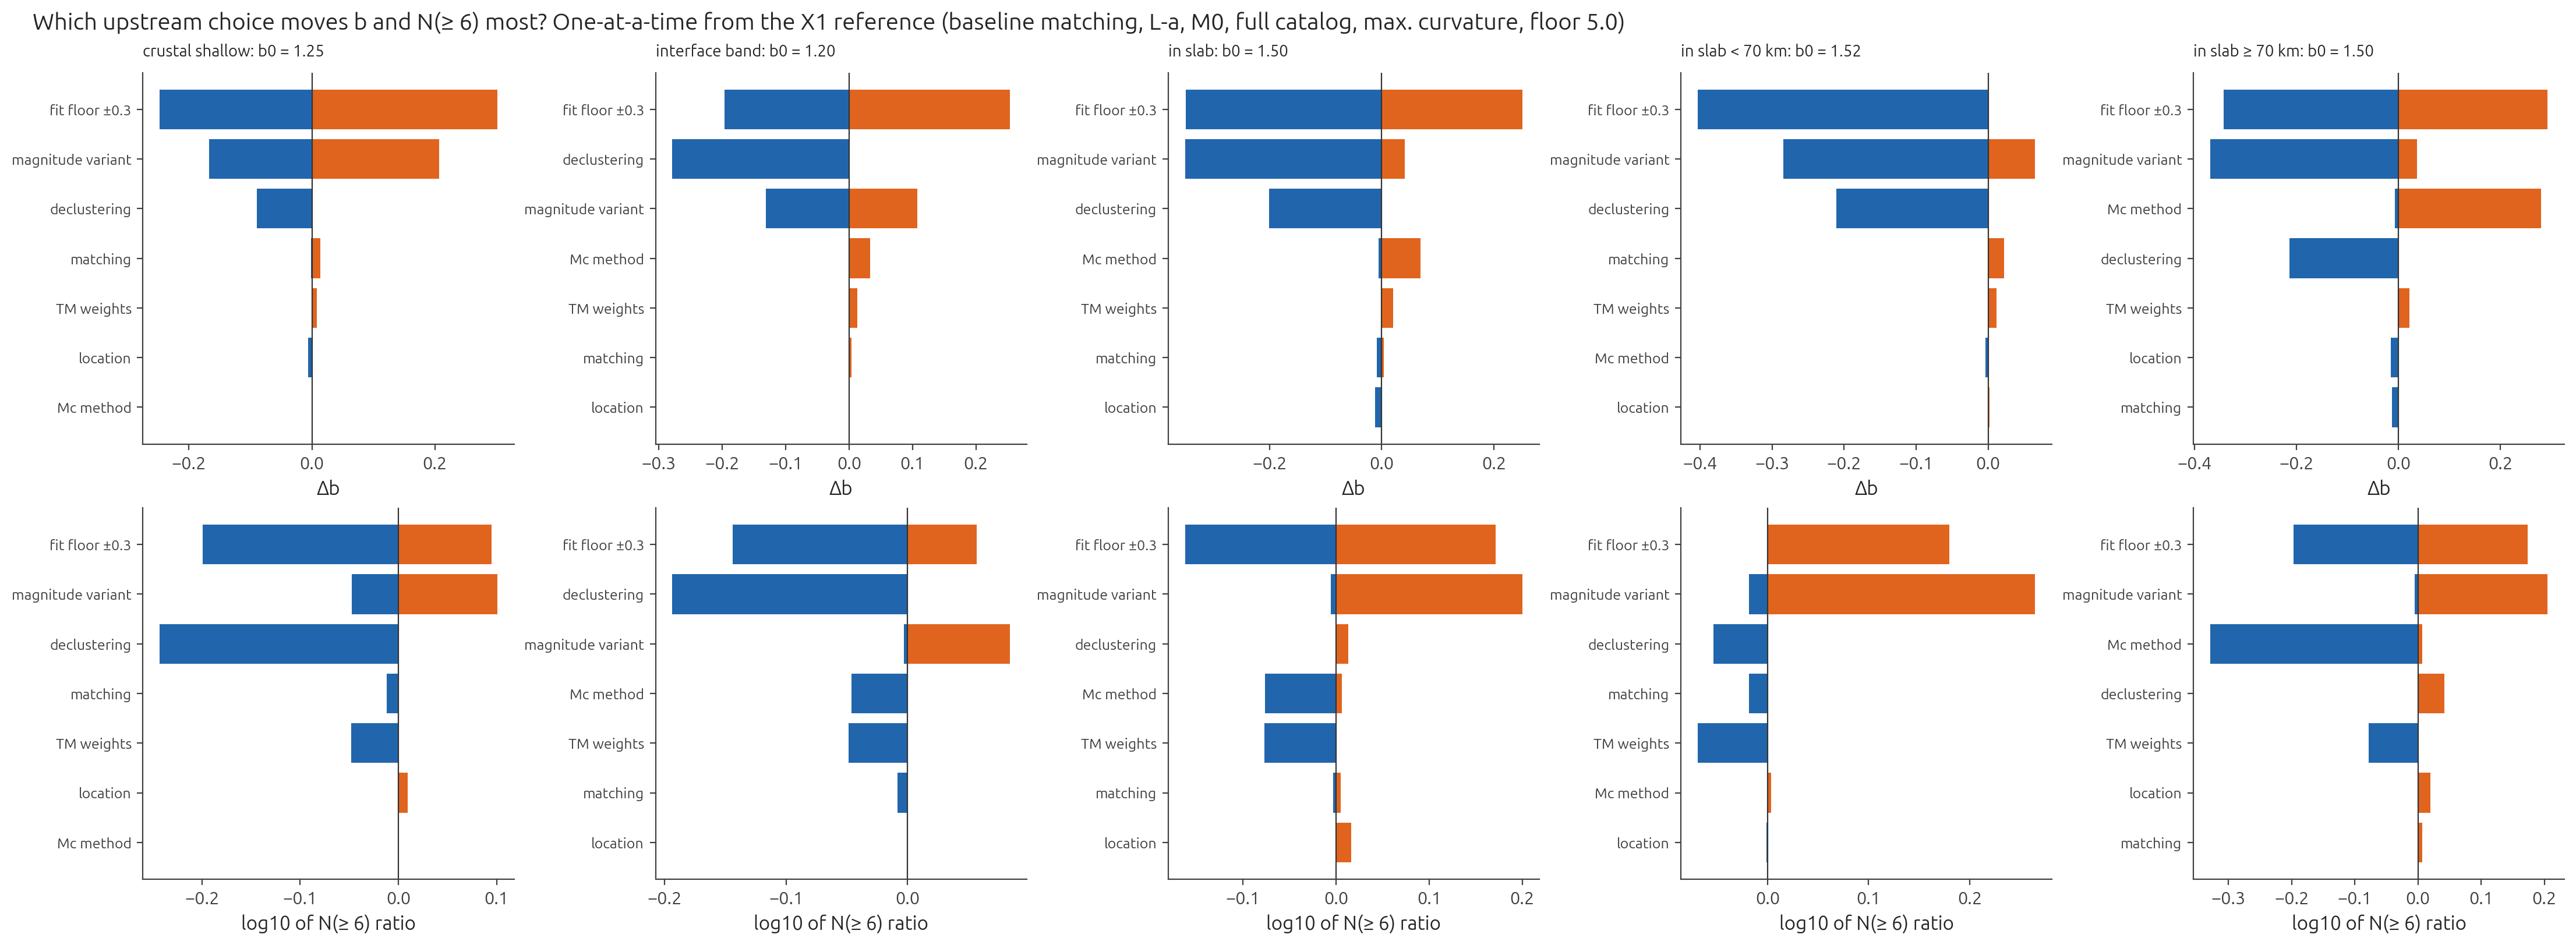 Which upstream choice moves b and N(≥ 6) most? One-at-a-time from the X1 reference (baseline matching, L-a, M0, full catalog, max. curvature, floor 5.0)
crustal shallow: b0 = 1.25
fit floor ±0.3
magnitude variant
declustering
matching
TM weights
location
Mc method
−0.2 0.0 0.2
Δb
interface band: b0 = 1.20
fit floor ±0.3
declustering
magnitude variant
Mc method
TM weights
matching
location
−0.3 −0.2 −0.1 0.0 0.1 0.2
Δb
in slab: b0 = 1.50
fit floor ±0.3
magnitude variant
declustering
Mc method
TM weights
matching
location
−0.2 0.0 0.2
Δb
in slab < 70 km: b0 = 1.52
fit floor ±0.3
magnitude variant
declustering
matching
TM weights
Mc method
location
−0.4 −0.3 −0.2 −0.1 0.0
Δb
in slab ≥ 70 km: b0 = 1.50
fit floor ±0.3
magnitude variant
Mc method
declustering
TM weights
location
matching
−0.4 −0.2 0.0 0.2
Δb
fit floor ±0.3
magnitude variant
declustering
matching
TM weights
location
Mc method
−0.2 −0.1 0.0 0.1
log10 of N(≥ 6) ratio
fit floor ±0.3
declustering
magnitude variant
Mc method
TM weights
matching
location
−0.2 −0.1 0.0
log10 of N(≥ 6) ratio
fit floor ±0.3
magnitude variant
declustering
Mc method
TM weights
matching
location
−0.1 0.0 0.1 0.2
log10 of N(≥ 6) ratio
fit floor ±0.3
magnitude variant
declustering
matching
TM weights
Mc method
location
0.0 0.1 0.2
log10 of N(≥ 6) ratio
fit floor ±0.3
magnitude variant
Mc method
declustering
TM weights
location
matching
−0.3 −0.2 −0.1 0.0 0.1 0.2
log10 of N(≥ 6) ratio